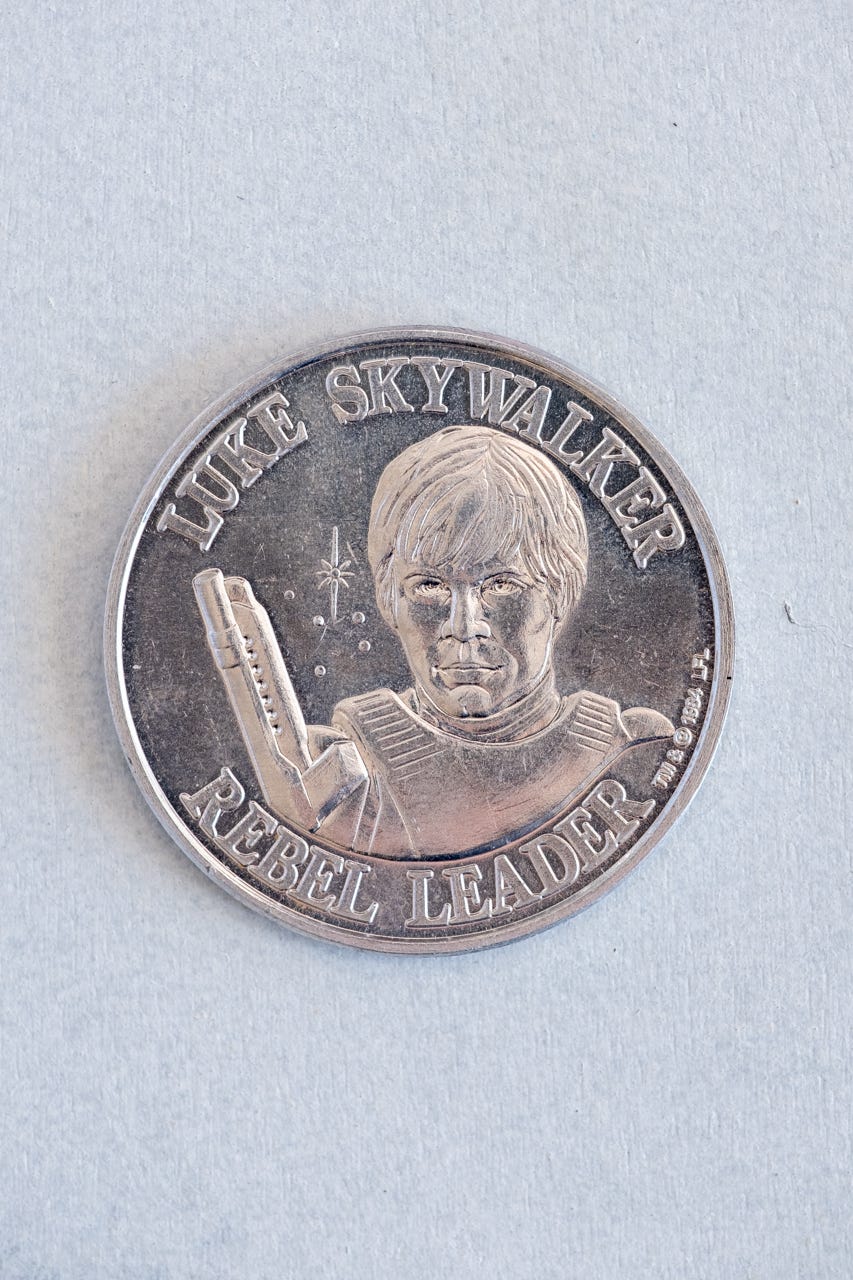 LUKE SKYWALKER
REBEL LEADER
TM & © 1984 LFL